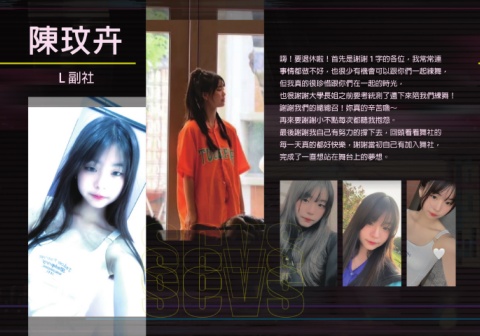 陳玟卉
L 副社
嗨！要退休啦！首先是謝謝1字的各位，我常常連
事情都做不好，也很少有機會可以跟你們一起練舞，
但我真的很珍惜跟你們在一起的時光。
也很謝謝大學長姐之前要考統測了還下來陪我們練舞！
謝謝我們的總閥召！妳真的辛苦噜～
再來要謝謝小不點每次都聽我抱怨。
最後謝謝我自己有努力的撐下去，回頭看看舞社的
每一天真的都好快樂，謝謝當初自己有加入舞社，
完成了一直想站在舞台上的夢想。
SCVS